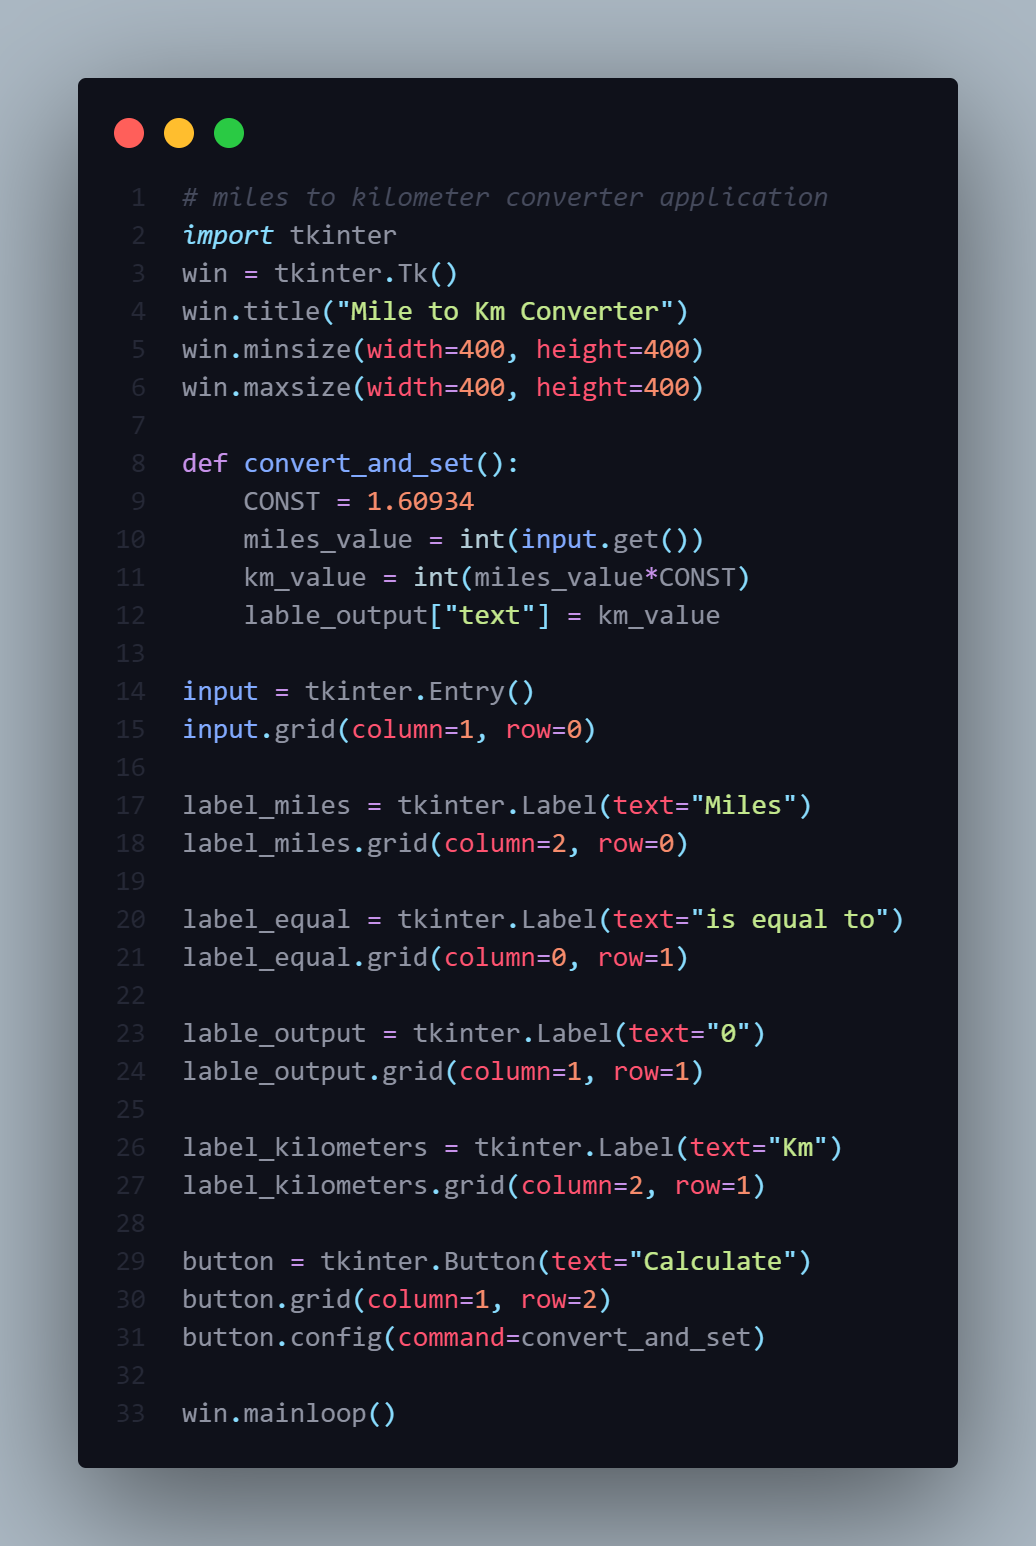 1 # miles to kilometer converter application
2 import tkinter
3 win = tkinter.Tk()
4 win.title("Mile to Km Converter")
5 win.minsize(width=400, height=400)
6 win.maxsize(width=400, height=400)
7
8 def convert_and_set():
9     CONST = 1.60934
10     miles_value = int(input.get())
11     km_value = int(miles_value*CONST)
12     lable_output["text"] = km_value
13
14 input = tkinter.Entry()
15 input.grid(column=1, row=0)
16
17 label_miles = tkinter.Label(text="Miles")
18 label_miles.grid(column=2, row=0)
19
20 label_equal = tkinter.Label(text="is equal to")
21 label_equal.grid(column=0, row=1)
22
23 lable_output = tkinter.Label(text="0")
24 lable_output.grid(column=1, row=1)
25
26 label_kilometers = tkinter.Label(text="Km")
27 label_kilometers.grid(column=2, row=1)
28
29 button = tkinter.Button(text="Calculate")
30 button.grid(column=1, row=2)
31 button.config(command=convert_and_set)
32
33 win.mainloop()